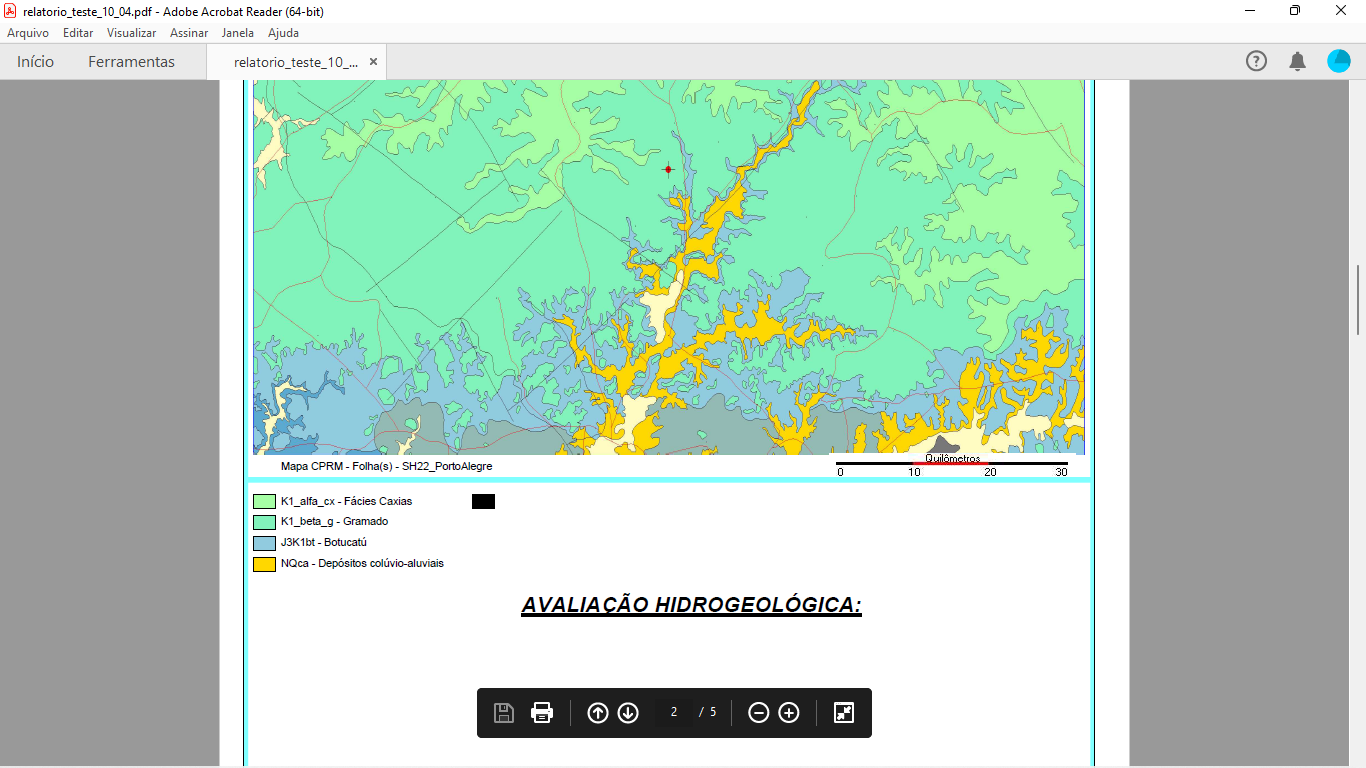 relatorio_teste_10_04.pdf - Adobe Acrobat Reader (64-bit)
Arquivo Editar Visualizar Assinar Janela Ajuda
Início Ferramentas relatorio_teste_10_... ×
Mapa CPRM - Folha(s) - SH22_PortoAlegre
Quilômetros
0 10 20 30
K1_alfa_cx - Fácies Caxias
K1_beta_g - Gramado
J3K1bt - Botucatú
NQca - Depósitos colúvio-aluviais
AVALIAÇÃO HIDROGEOLÓGICA:
2 / 5